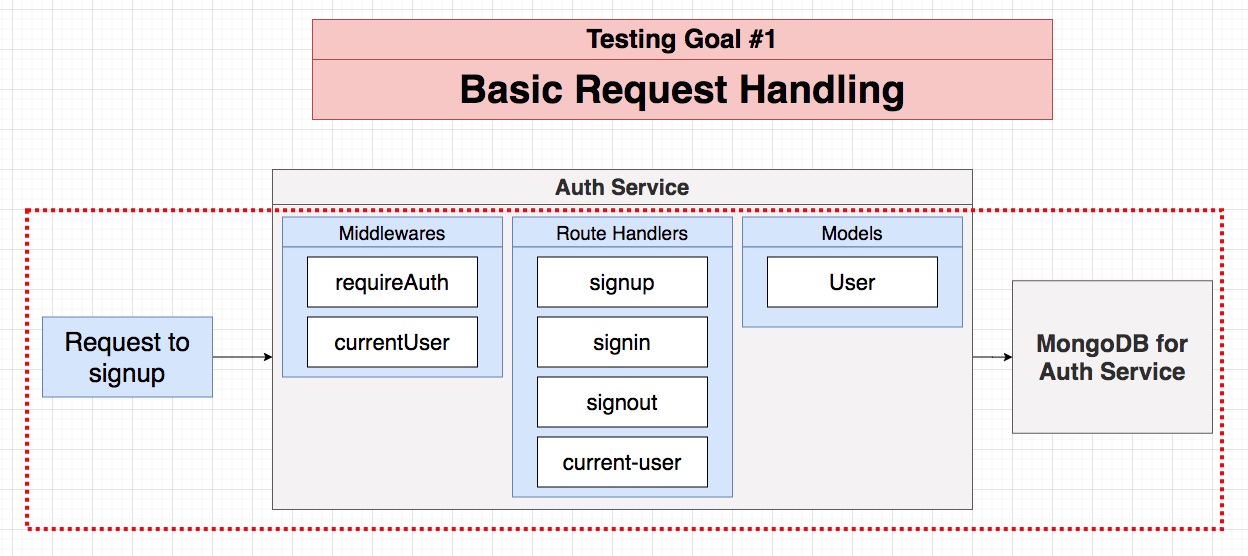 Testing Goal #1
Basic Request Handling
Auth Service
Middlewares
requireAuth
currentUser
Route Handlers
signup
signin
signout
current-user
Models
User
Request to
signup
MongoDB for
Auth Service